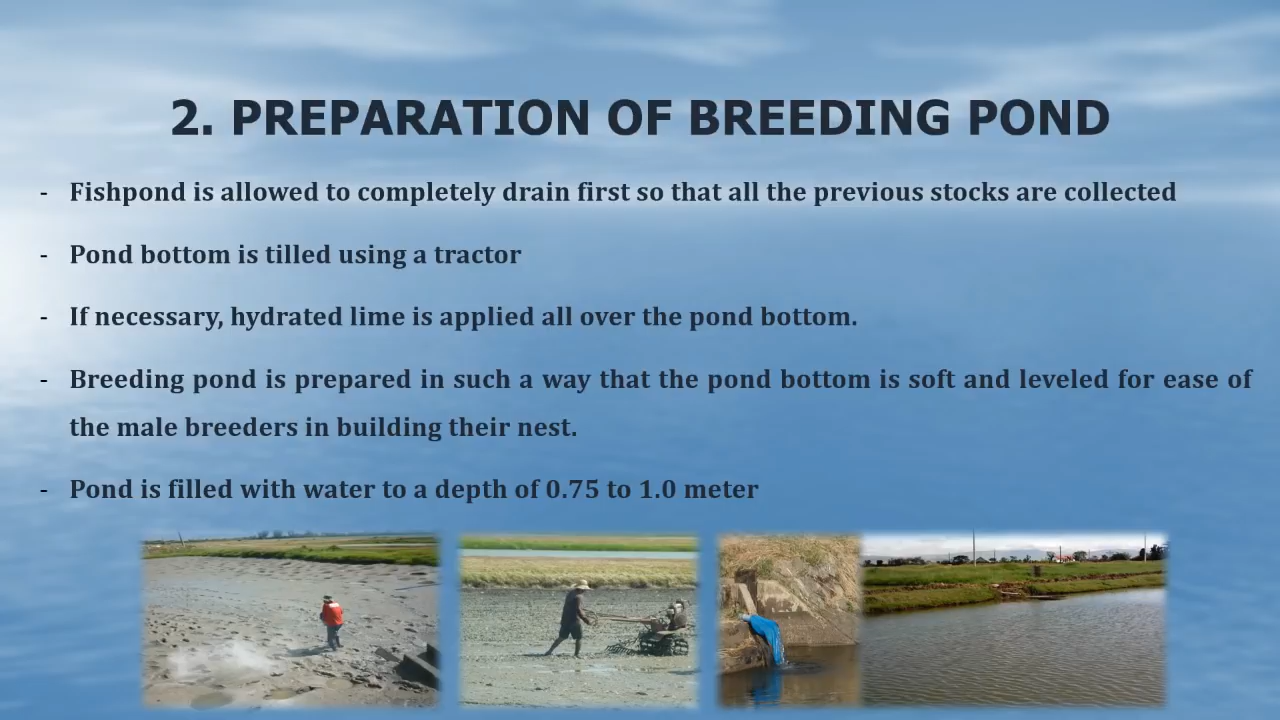 2. PREPARATION OF BREEDING POND
- Fishpond is allowed to completely drain first so that all the previous stocks are collected
- Pond bottom is tilled using a tractor
- If necessary, hydrated lime is applied all over the pond bottom.
- Breeding pond is prepared in such a way that the pond bottom is soft and leveled for ease of
the male breeders in building their nest.
- Pond is filled with water to a depth of 0.75 to 1.0 meter